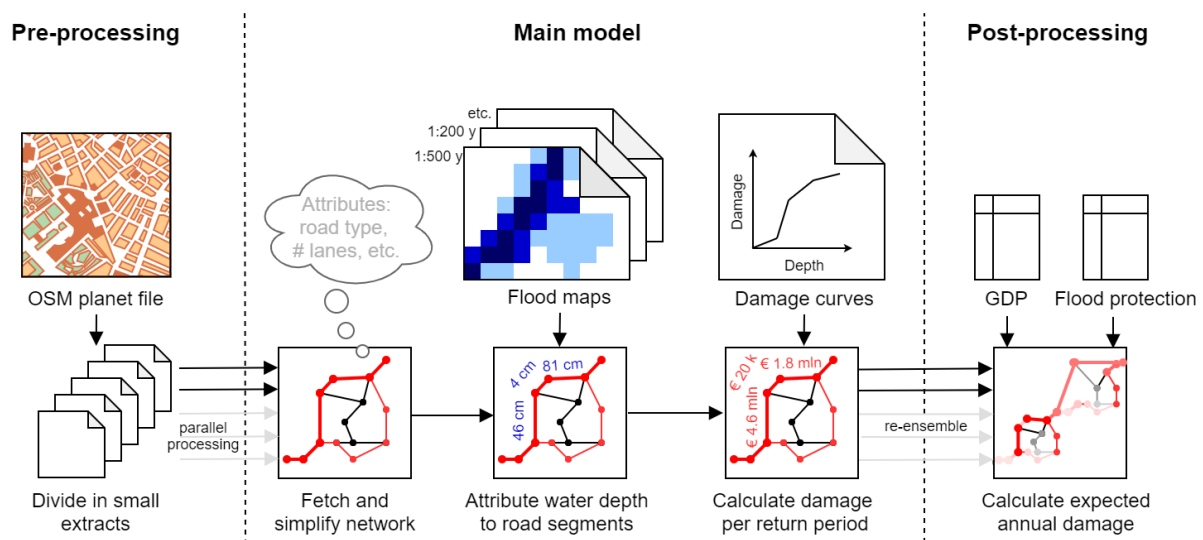 Pre-processing
Main model
Post-processing
etc.
1:200 y
1:500 y
Attributes:
road type,
# lanes, etc.
Damage
Depth
OSM planet file
Flood maps
Damage curves
GDP
Flood protection
parallel
processing
4 cm
81 cm
46 cm
€ 20 k
€ 1.8 mln
€ 4.6 mln
re-ensemble
Divide in small
extracts
Fetch and
simplify network
Attribute water depth
to road segments
Calculate damage
per return period
Calculate expected
annual damage